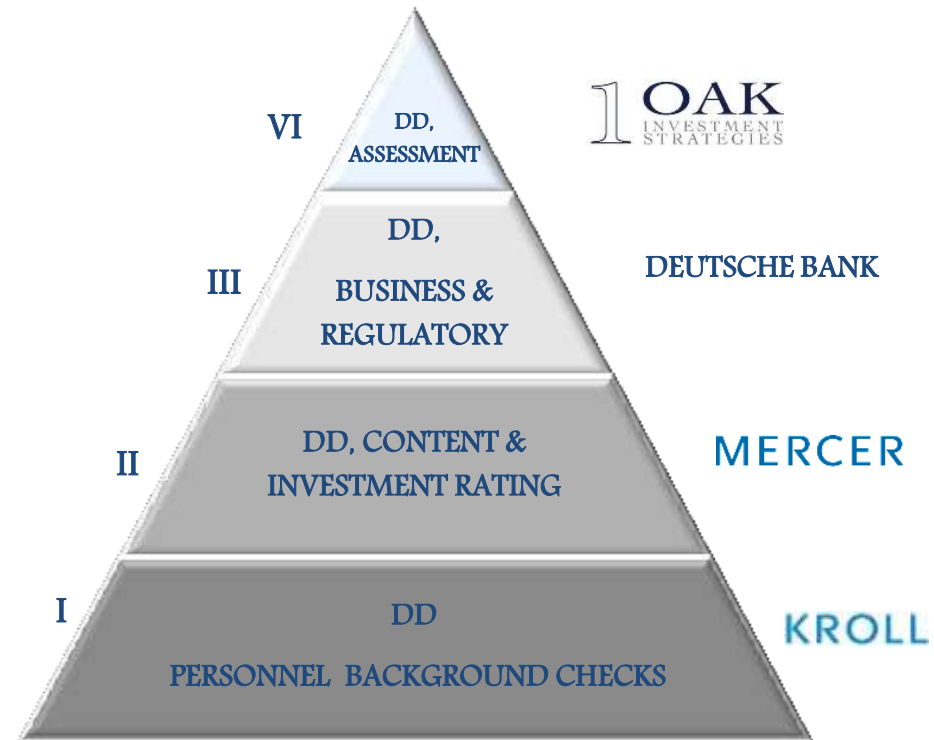 VI
DD,
ASSESSMENT
1 OAK
INVESTMENT
STRATEGIES
III
DD,
BUSINESS &
REGULATORY
DEUTSCHE BANK
II
DD, CONTENT &
INVESTMENT RATING
MERCER
I
DD
PERSONNEL BACKGROUND CHECKS
KROLL